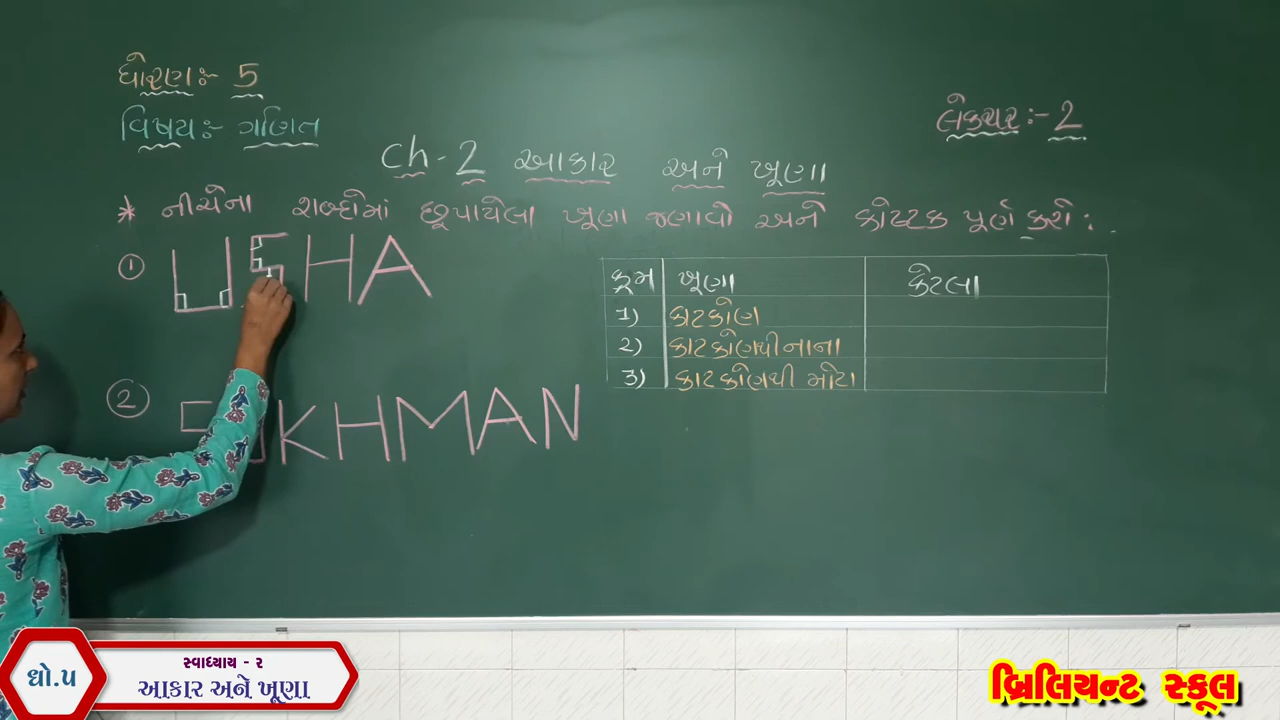 ધોરણઃ- 5
વિષયઃ- ગણિત
લેકચરઃ- 2
ch- 2 આકાર અને ખૂણા
* નીચેના શબ્દોમાં છૂપાયેલા ખૂણા જણાવો અને કોષ્ટક પૂર્ણ કરો :
① USHA
ક્રમ ખૂણા કેટલા
1) કાટકોણ
2) કાટકોણથી નાના
3) કાટકોણથી મોટા
② KHMAN
ધો.૫
સ્વાધ્યાય - ૨
આકાર અને ખૂણા
બ્રિલિયન્ટ સ્કૂલ